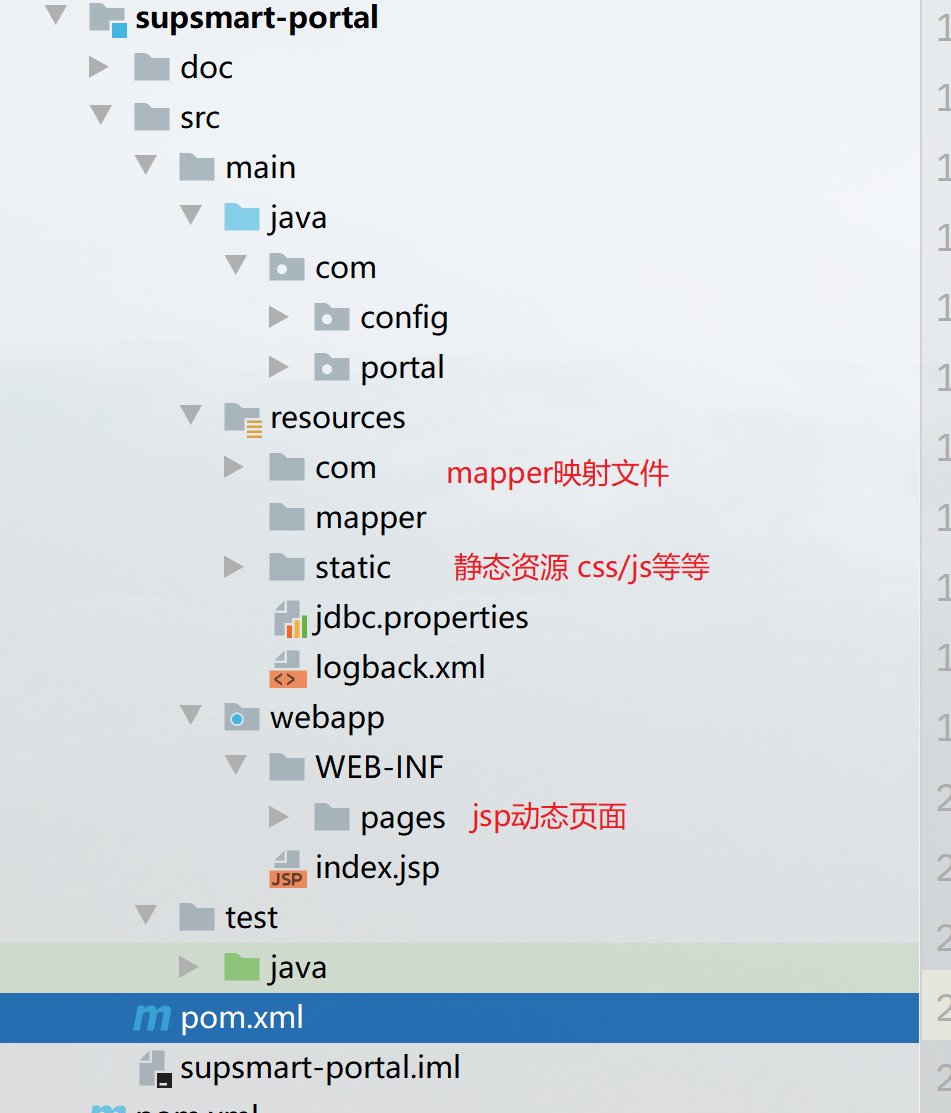 supsmart-portal
doc
src
main
java
com
config
portal
resources
com mapper映射文件
mapper
static 静态资源 css/js等等
jdbc.properties
logback.xml
webapp
WEB-INF
pages jsp动态页面
index.jsp
JSP
test
java
pom.xml
supsmart-portal.iml